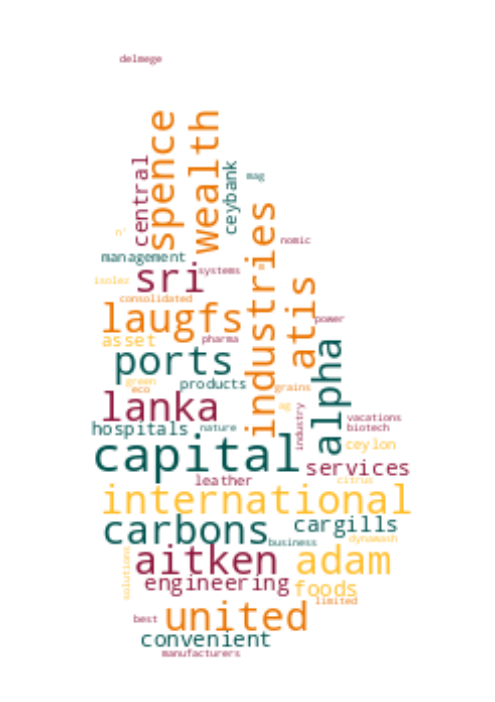 delmege
spence
wealth
central
ceybank
mag
n'
industries
nomic
management
sri
systems
isolez
consolidated
atis
laugfs
power
asset
pharma
alpha
ports
green
eco
products
grains
lanka
ag
industry
vacations
hospitals
nature
biotech
capital
ceylon
services
leather
citrus
international
carbons
cargills
business
dynawash
aitken
adam
solutions
engineering
foods
limited
best
united
convenient
manufacturers